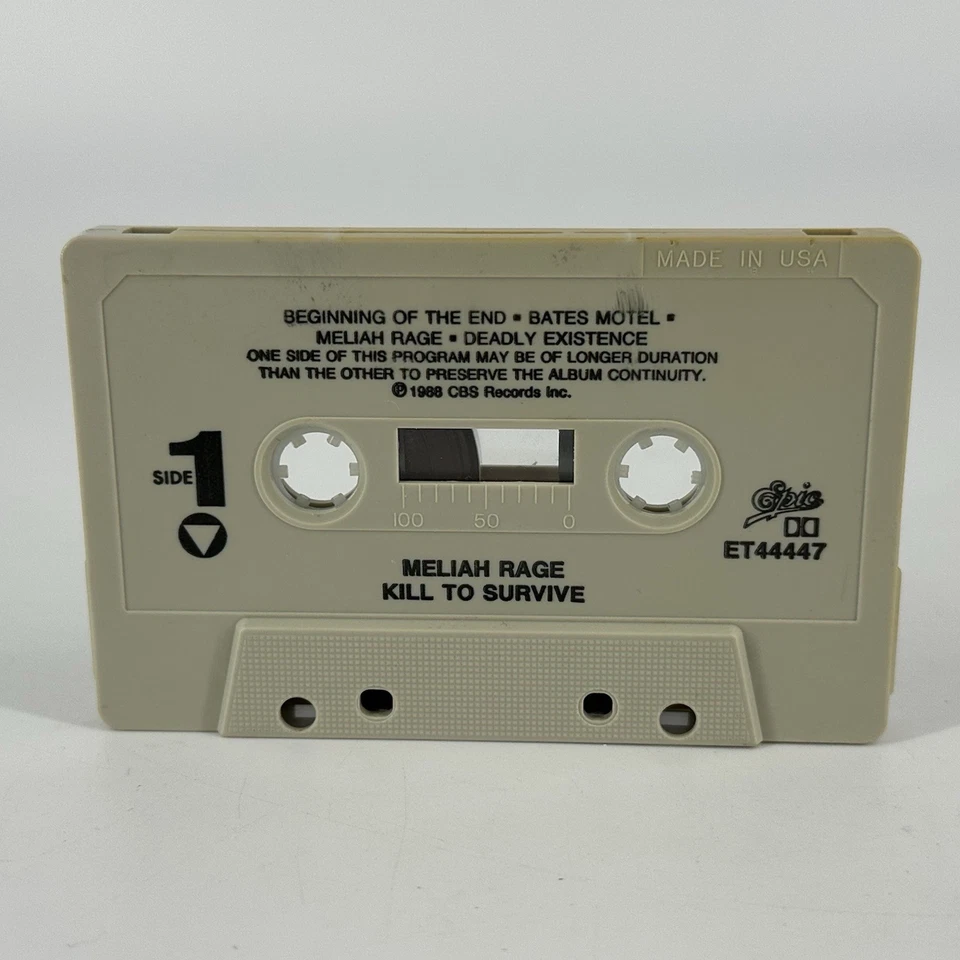 MADE IN USA
BEGINNING OF THE END ▪ BATES MOTEL ▪
MELIAH RAGE ▪ DEADLY EXISTENCE
ONE SIDE OF THIS PROGRAM MAY BE OF LONGER DURATION
THAN THE OTHER TO PRESERVE THE ALBUM CONTINUITY.
℗ 1988 CBS Records Inc.
SIDE 1
100 50 0
Epic
ET44447
MELIAH RAGE
KILL TO SURVIVE